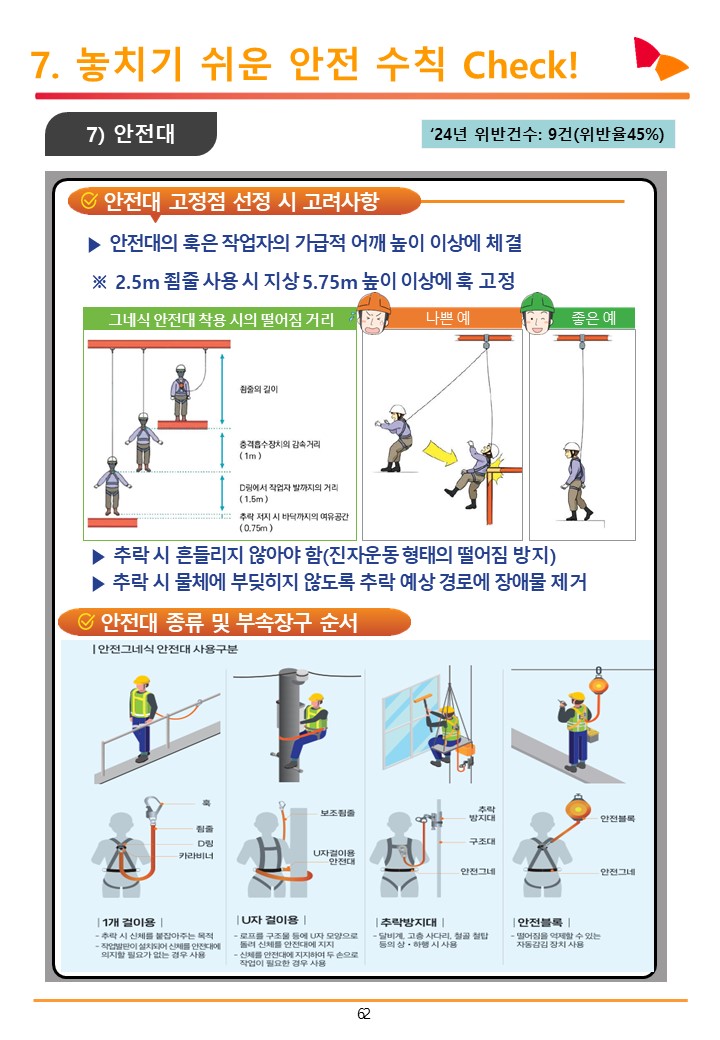 7. 놓치기 쉬운 안전 수칙 Check!
7) 안전대
‘24년 위반건수: 9건(위반율45%)
안전대 고정점 선정 시 고려사항
▶ 안전대의 훅은 작업자의 가급적 어깨 높이 이상에 체결
※ 2.5m 죔줄 사용 시 지상 5.75m 높이 이상에 훅 고정
그네식 안전대 착용 시의 떨어짐 거리
나쁜 예
좋은 예
죔줄의 길이
충격흡수장치의 감속거리
( 1m )
D링에서 작업자 발까지의 거리
( 1.5m )
추락 저지 시 바닥까지의 여유공간
( 0.75m )
▶ 추락 시 흔들리지 않아야 함(진자운동 형태의 떨어짐 방지)
▶ 추락 시 물체에 부딪히지 않도록 추락 예상 경로에 장애물 제거
안전대 종류 및 부속장구 순서
| 안전그네식 안전대 사용구분
훅
죔줄
D링
카라비너
보조죔줄
U자걸이용
안전대
추락
방지대
구조대
안전그네
안전블록
안전그네
| 1개 걸이용 |
- 추락 시 신체를 붙잡아주는 목적
- 작업발판이 설치되어 신체를 안전대에
의지할 필요가 없는 경우 사용
| U자 걸이용 |
- 로프를 구조물 등에 U자 모양으로
돌려 신체를 안전대에 지지
- 신체를 안전대에 지지하여 두 손으로
작업이 필요한 경우 사용
| 추락방지대 |
- 달비계, 고층 사다리, 철골 철탑
등의 상·하행 시 사용
| 안전블록 |
- 떨어짐을 억제할 수 있는
자동감김 장치 사용
62